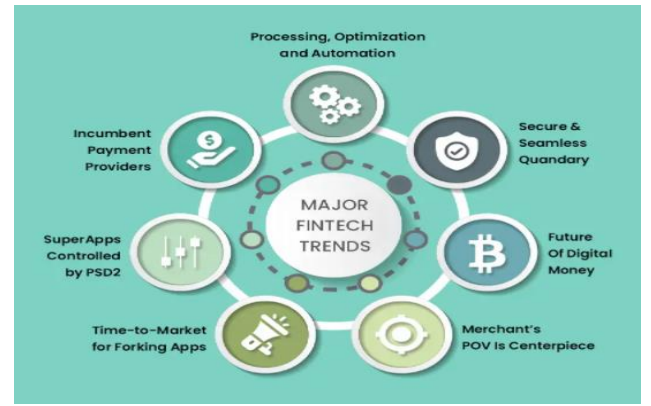 Processing, Optimization
and Automation
Secure &
Seamless
Quandary
Future
Of Digital
Money
Merchant's
POV Is Centerpiece
Time-to-Market
for Forking Apps
SuperApps
Controlled
by PSD2
Incumbent
Payment
Providers
MAJOR
FINTECH
TRENDS